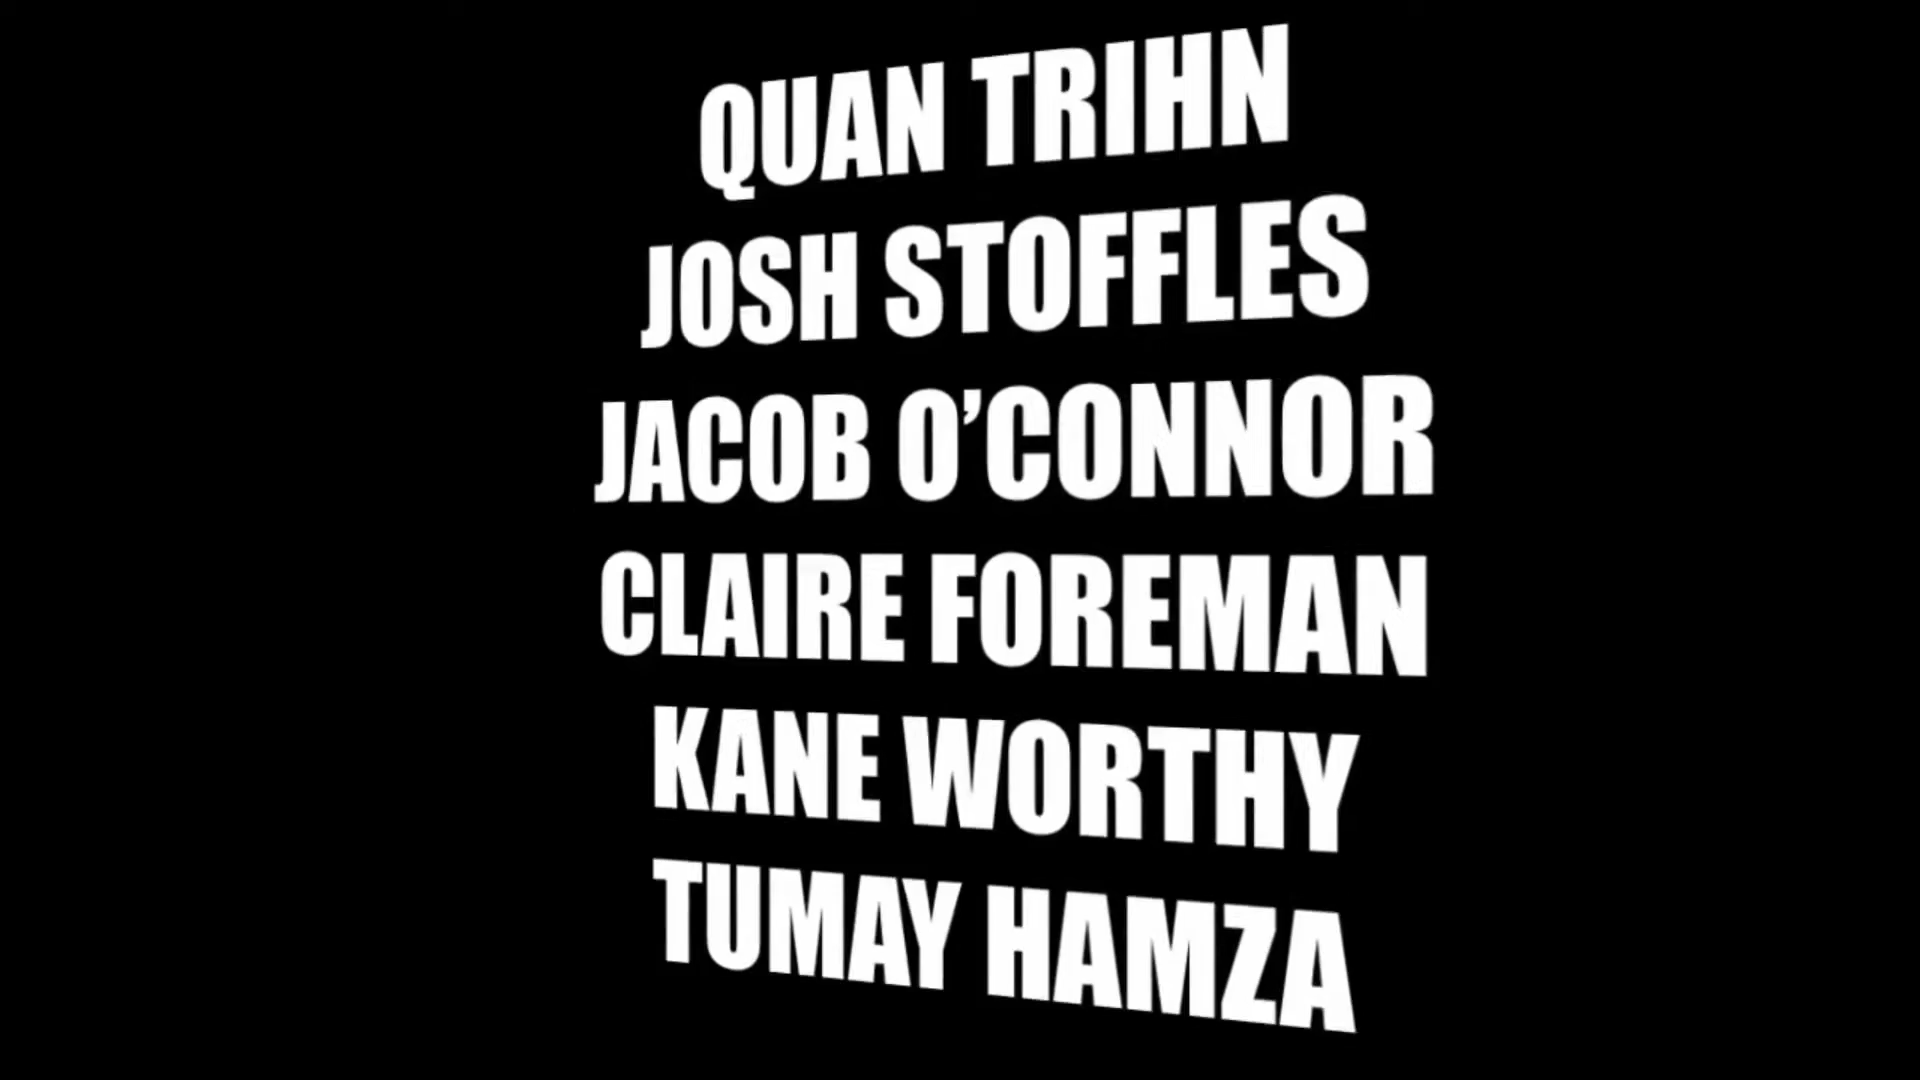 QUAN TRIHN
JOSH STOFFLES
JACOB O’CONNOR
CLAIRE FOREMAN
KANE WORTHY
TUMAY HAMZA